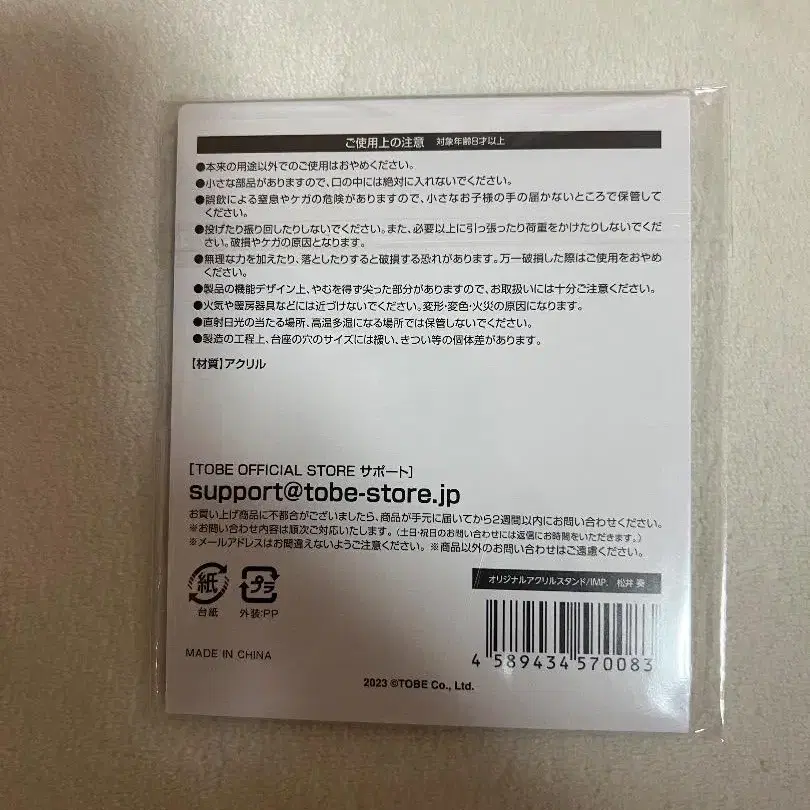 ご使用上の注意 対象年齢8才以上
●本来の用途以外でのご使用はおやめください。
●小さな部品がありますので、口の中には絶対に入れないでください。
●誤飲による窒息やケガの危険がありますので、小さなお子様の手の届かないところで保管して
ください。
●投げたり振り回したりしないでください。また、必要以上に引っ張ったり荷重をかけたりしないでくだ
さい。破損やケガの原因となります。
●無理な力を加えたり、落としたりすると破損する恐れがあります。万一破損した際はご使用をおやめ
ください。
●製品の機能デザイン上、やむを得ず尖った部分がありますので、お取扱いには十分ご注意ください。
●火気や暖房器具などには近づけないでください。変形・変色・火災の原因になります。
●直射日光の当たる場所、高温多湿になる場所では保管しないでください。
●製造の工程上、台座の穴のサイズには緩い、きつい等の個体差があります。
【材質】アクリル
[TOBE OFFICIAL STORE サポート]
support@tobe-store.jp
お買い上げ商品に不都合がございましたら、商品が手元に届いてから2週間以内にお問い合わせください。
※お問い合わせ内容は順次ご対応いたします。(土日・祝日のお問い合わせには返信にお時間をいただきます。)
※メールアドレスはお間違えないようご注意ください。※商品以外のお問い合わせはご遠慮ください。
紙 プラ
台紙 外装:PP
オリジナルアクリルスタンド/IMP. 松井 奏
4 589434 570083
MADE IN CHINA
2023 ©TOBE Co., Ltd.